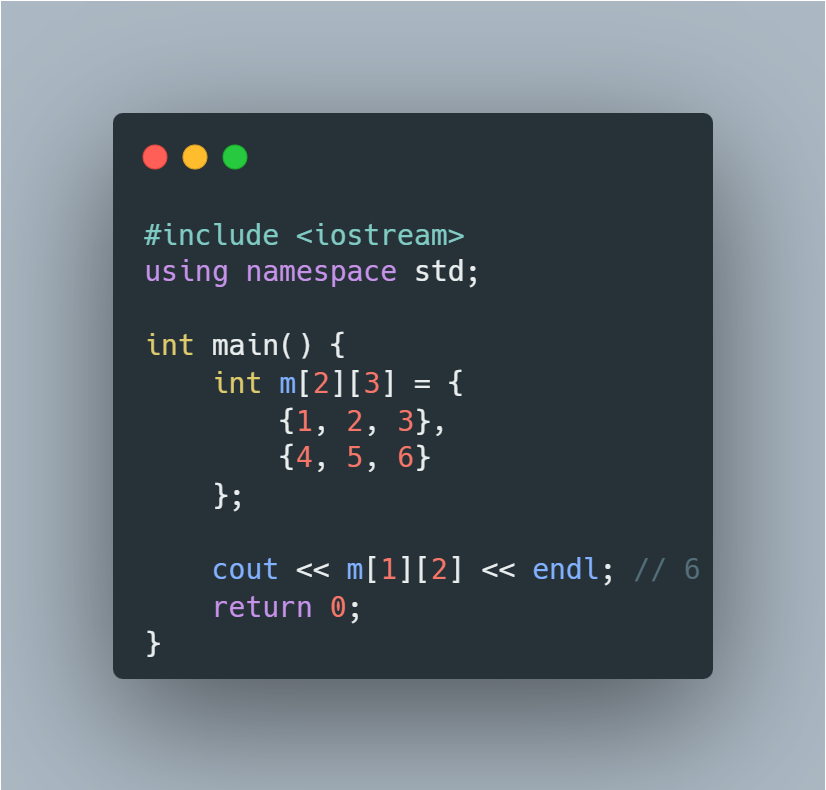 #include <iostream>
using namespace std;

int main() {
    int m[2][3] = {
        {1, 2, 3},
        {4, 5, 6}
    };

    cout << m[1][2] << endl; // 6
    return 0;
}